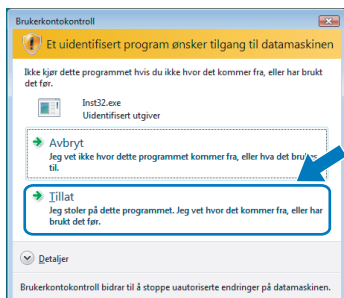 Brukerkontokontroll
Et uidentifisert program ønsker tilgang til datamaskinen
Ikke kjør dette programmet hvis du ikke hvor det kommer fra, eller har brukt
det før.
Inst32.exe
Uidentifisert utgiver
Avbryt
Jeg vet ikke hvor dette programmet kommer fra, eller hva det brukes
til.
Tillat
Jeg stoler på dette programmet. Jeg vet hvor det kommer fra, eller har
brukt det før.
Detaljer
Brukerkontokontroll bidrar til å stoppe uautoriserte endringer på datamaskinen.